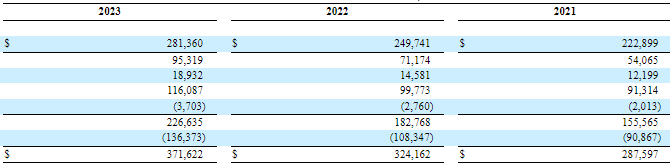 2023 2022 2021
$ 281,360 $ 249,741 $ 222,899
95,319 71,174 54,065
18,932 14,581 12,199
116,087 99,773 91,314
(3,703) (2,760) (2,013)
226,635 182,768 155,565
(136,373) (108,347) (90,867)
$ 371,622 $ 324,162 $ 287,597